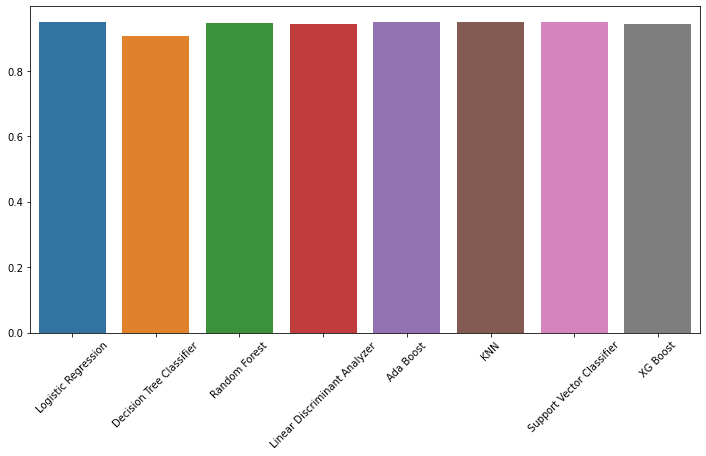 0.8
0.6
0.4
0.2
0.0
Logistic Regression
Decision Tree Classifier
Random Forest
Linear Discriminant Analyzer
Ada Boost
KNN
Support Vector Classifier
XG Boost